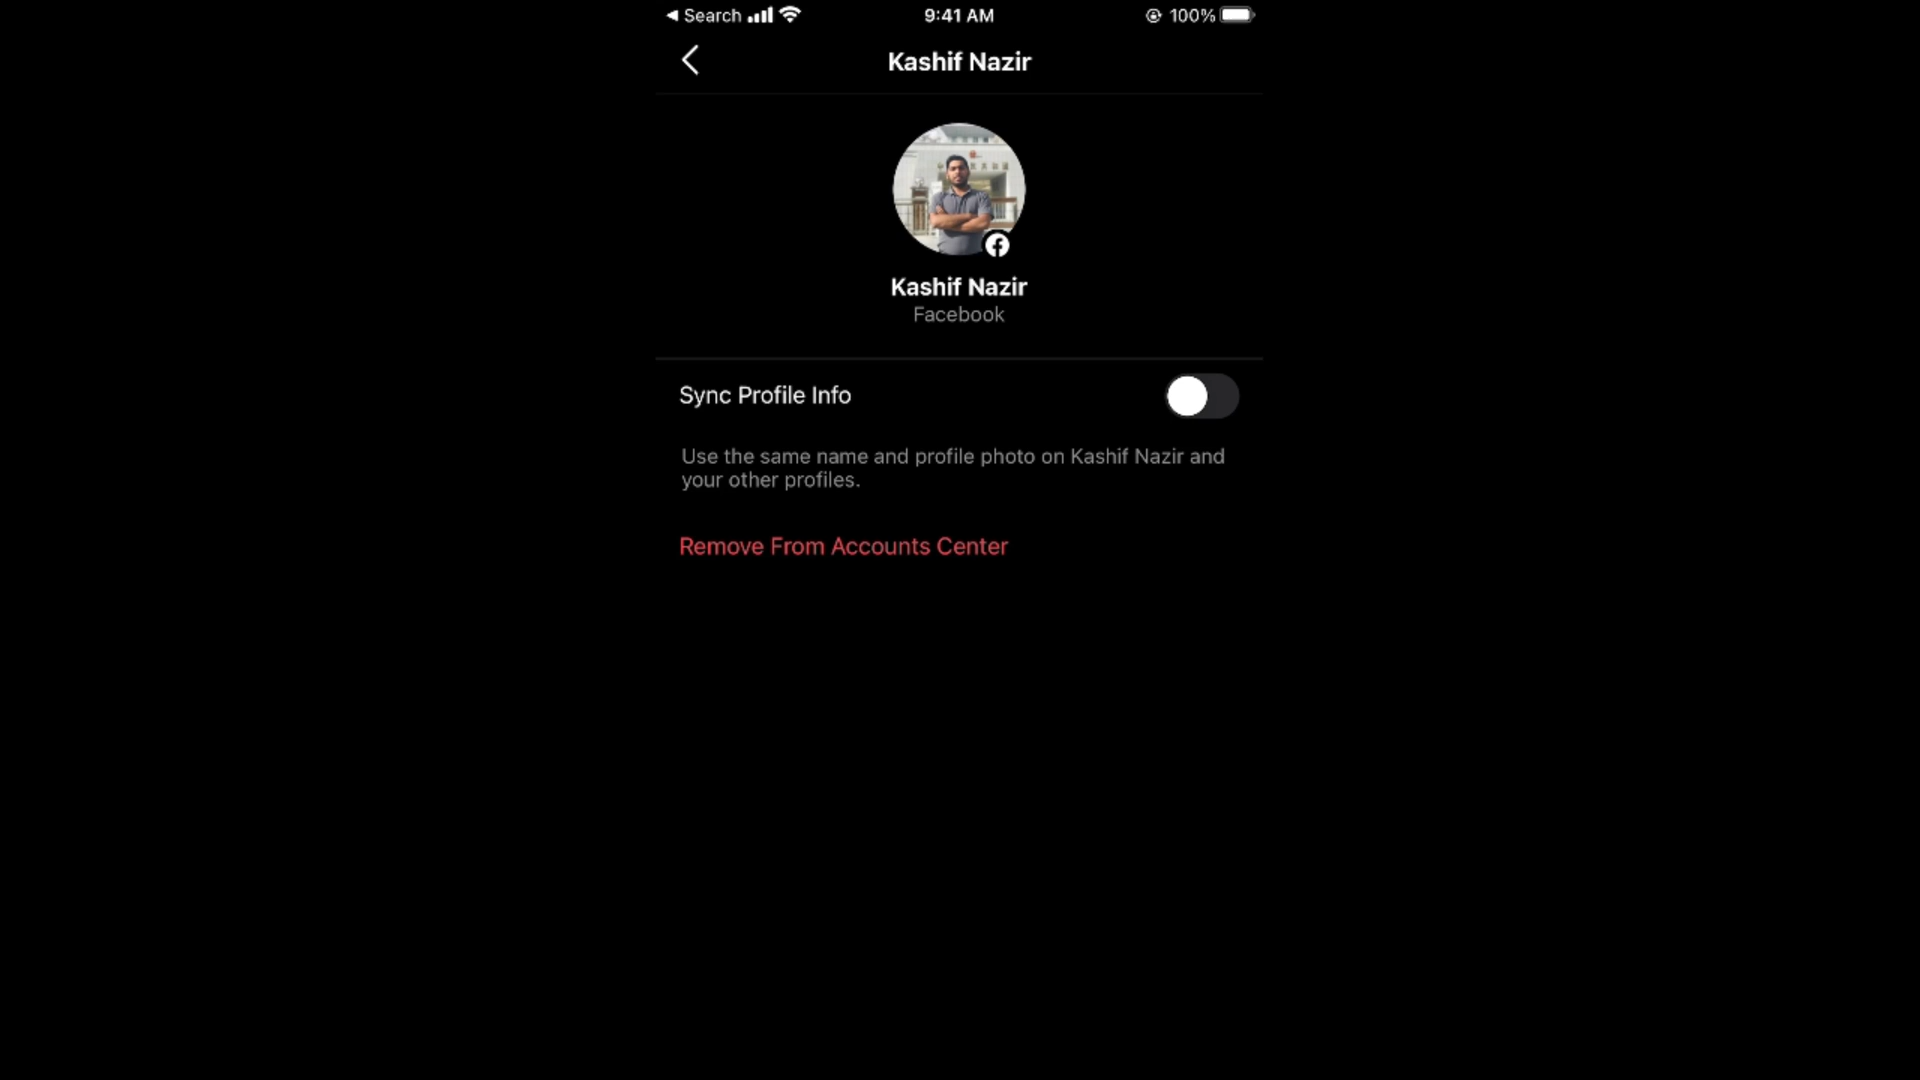 Search 9:41 AM 100%
Kashif Nazir
Kashif Nazir
Facebook
Sync Profile Info
Use the same name and profile photo on Kashif Nazir and
your other profiles.
Remove From Accounts Center